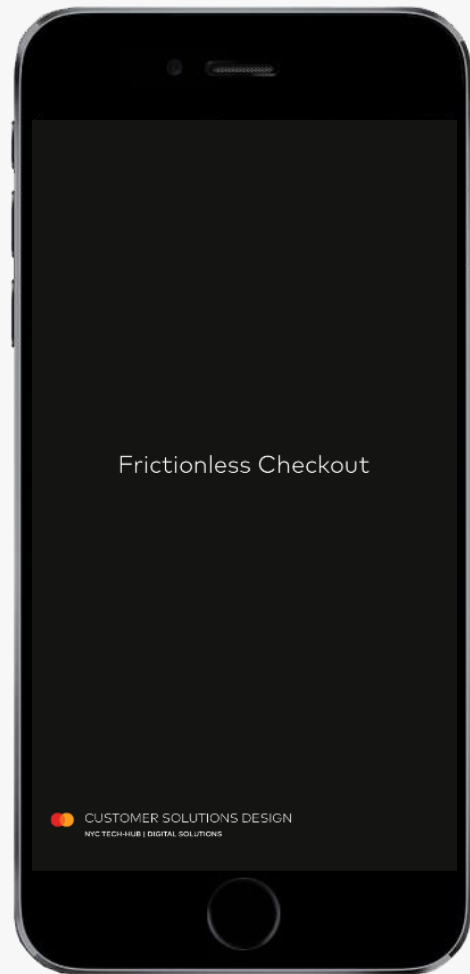 Frictionless Checkout
CUSTOMER SOLUTIONS DESIGN
NYC TECH-HUB | DIGITAL SOLUTIONS